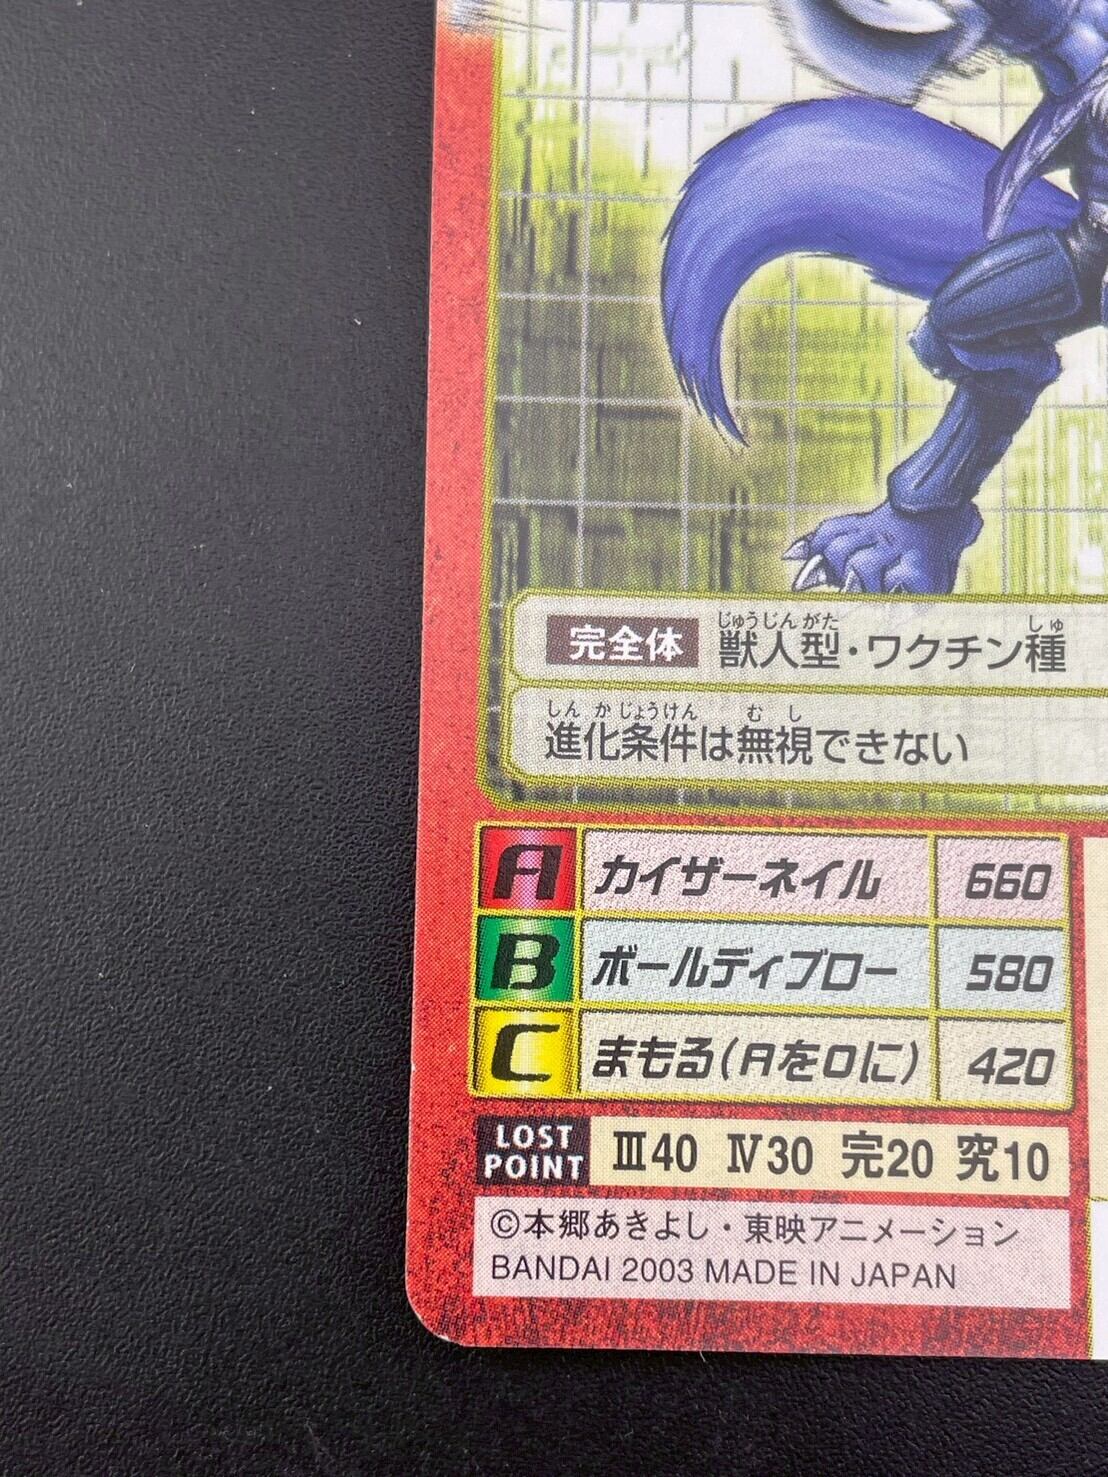 完全体 獣人型・ワクチン種
じゅうじんがた しゅ
進化条件は無視できない
しんかじょうけん むし
A カイザーネイル 660
B ボールディブロー 580
C まもる(Aを0に) 420
LOST POINT Ⅲ40 Ⅳ30 完20 究10
©本郷あきよし・東映アニメーション
BANDAI 2003 MADE IN JAPAN